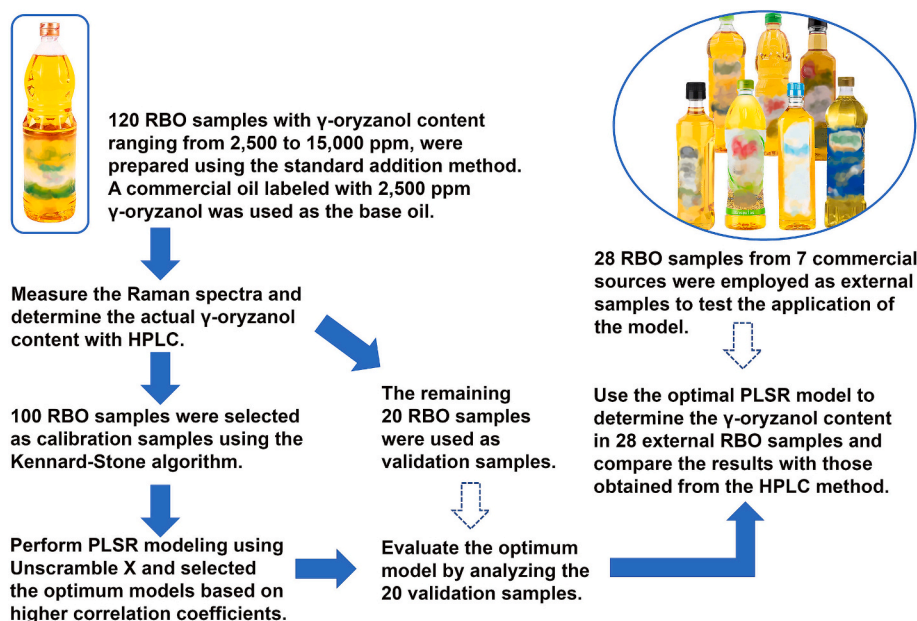 120 RBO samples with γ-oryzanol content
ranging from 2,500 to 15,000 ppm, were
prepared using the standard addition method.
A commercial oil labeled with 2,500 ppm
γ-oryzanol was used as the base oil.
Measure the Raman spectra and
determine the actual γ-oryzanol
content with HPLC.
100 RBO samples were selected
as calibration samples using the
Kennard-Stone algorithm.
Perform PLSR modeling using
Unscramble X and selected
the optimum models based on
higher correlation coefficients.
The remaining
20 RBO samples
were used as
validation samples.
Evaluate the optimum
model by analyzing the
20 validation samples.
28 RBO samples from 7 commercial
sources were employed as external
samples to test the application of
the model.
Use the optimal PLSR model to
determine the γ-oryzanol content
in 28 external RBO samples and
compare the results with those
obtained from the HPLC method.